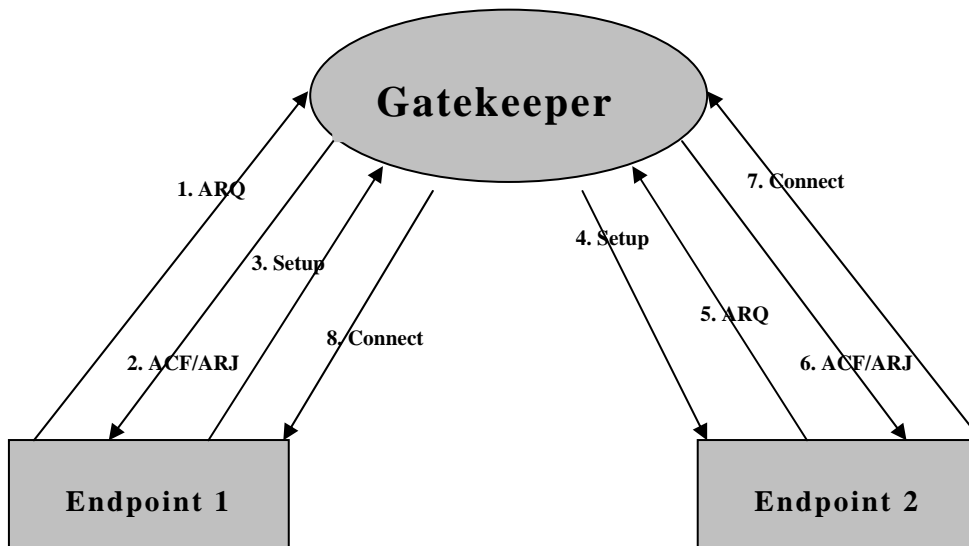 Gatekeeper
1. ARQ
7. Connect
4. Setup
3. Setup
5. ARQ
8. Connect
2. ACF/ARJ
6. ACF/ARJ
Endpoint 1
Endpoint 2